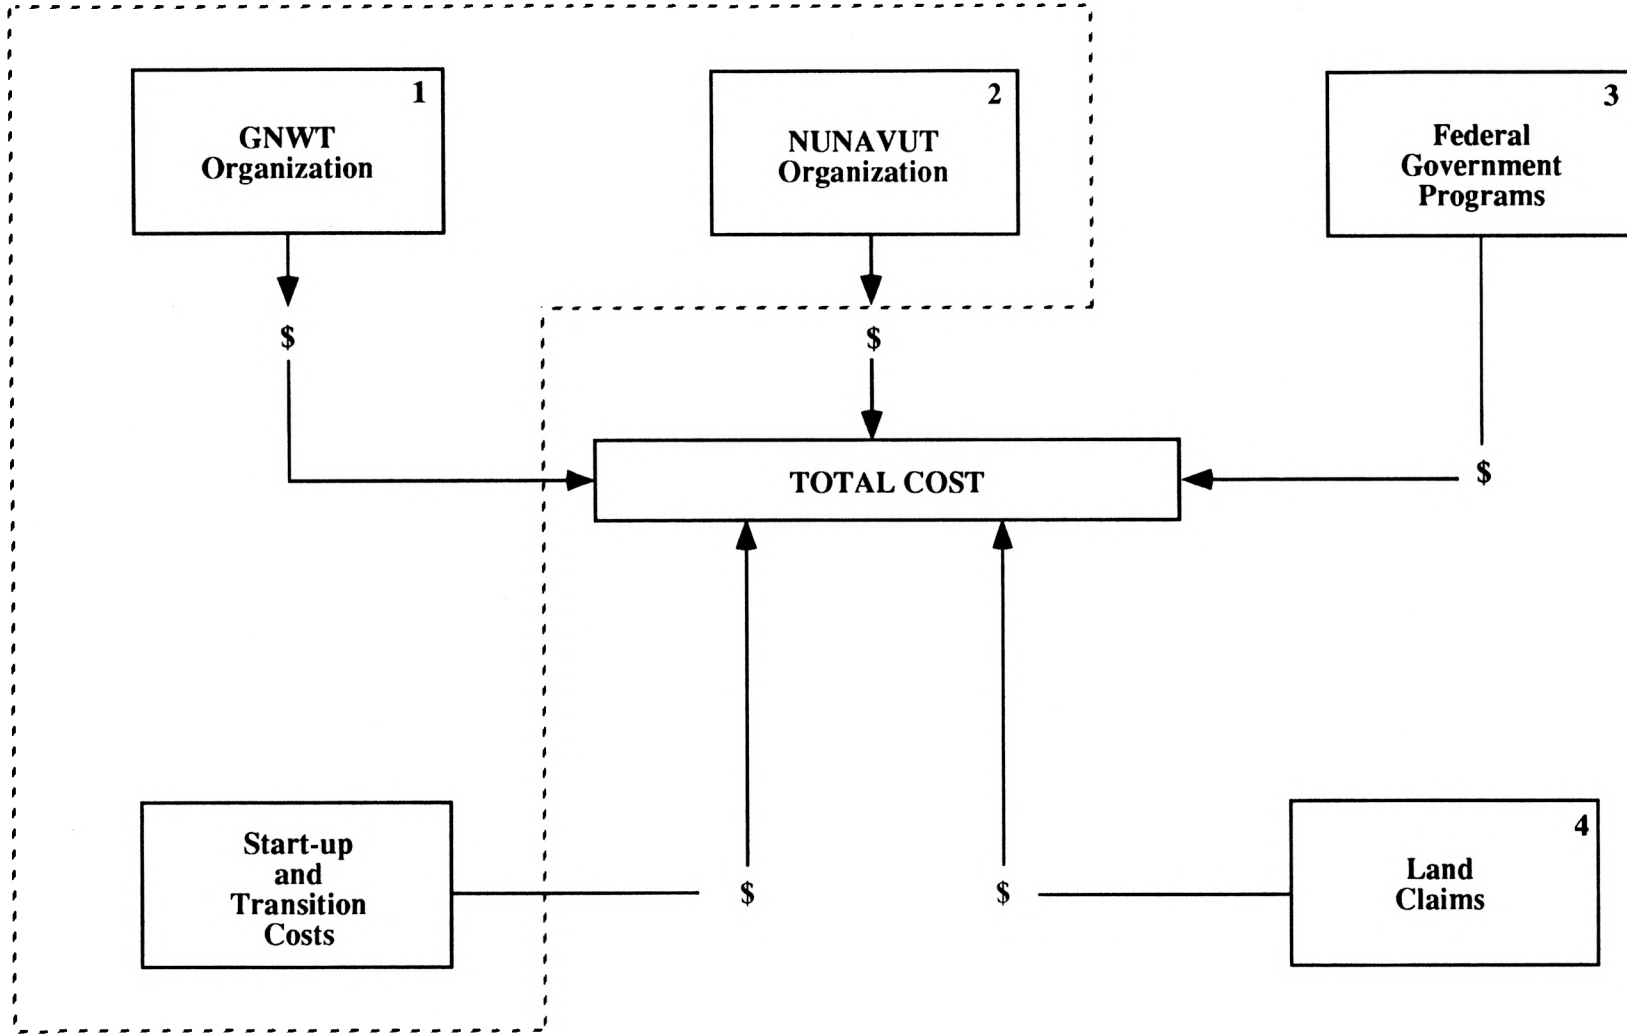 1
GNWT
Organization
2
NUNAVUT
Organization
3
Federal
Government
Programs
$
$
TOTAL COST
$
Start-up
and
Transition
Costs
$
$
4
Land
Claims